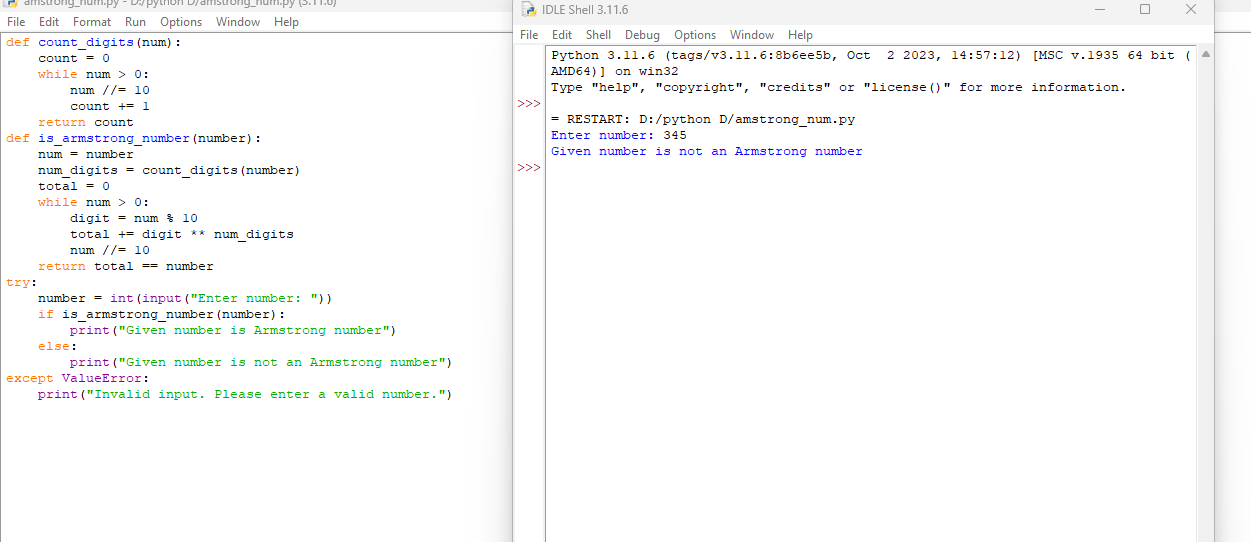 amstrong_num.py - D:/python D/amstrong_num.py (3.11.6)
File Edit Format Run Options Window Help
def count_digits(num):
    count = 0
    while num > 0:
        num //= 10
        count += 1
    return count
def is_armstrong_number(number):
    num = number
    num_digits = count_digits(number)
    total = 0
    while num > 0:
        digit = num % 10
        total += digit ** num_digits
        num //= 10
    return total == number
try:
    number = int(input("Enter number: "))
    if is_armstrong_number(number):
        print("Given number is Armstrong number")
    else:
        print("Given number is not an Armstrong number")
except ValueError:
    print("Invalid input. Please enter a valid number.")
IDLE Shell 3.11.6
File Edit Shell Debug Options Window Help
Python 3.11.6 (tags/v3.11.6:8b6ee5b, Oct  2 2023, 14:57:12) [MSC v.1935 64 bit (
AMD64)] on win32
Type "help", "copyright", "credits" or "license()" for more information.
>>>
= RESTART: D:/python D/amstrong_num.py
Enter number: 345
Given number is not an Armstrong number
>>>